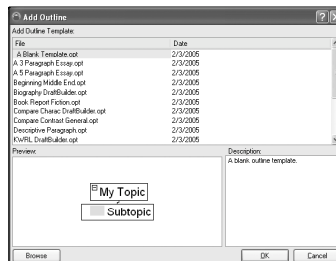 Add Outline
Add Outline Template:
File Date
A Blank Template.opt 2/3/2005
A 3 Paragraph Essay.opt 2/3/2005
A 5 Paragraph Essay.opt 2/3/2005
Beginning Middle End.opt 2/3/2005
Biography DraftBuilder.opt 2/3/2005
Book Report Fiction.opt 2/3/2005
Compare Charac DraftBuilder.opt 2/3/2005
Compare Contrast General.opt 2/3/2005
Descriptive Paragraph.opt 2/3/2005
KWRL DraftBuilder.opt 2/3/2005
Preview: Description:
A blank outline template.
My Topic
Subtopic
Browse OK Cancel